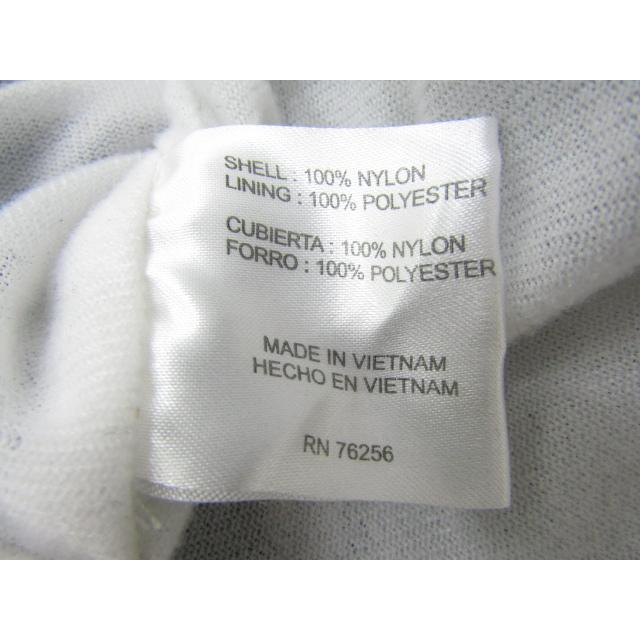 SHELL : 100% NYLON
LINING : 100% POLYESTER
CUBIERTA : 100% NYLON
FORRO : 100% POLYESTER
MADE IN VIETNAM
HECHO EN VIETNAM
RN 76256